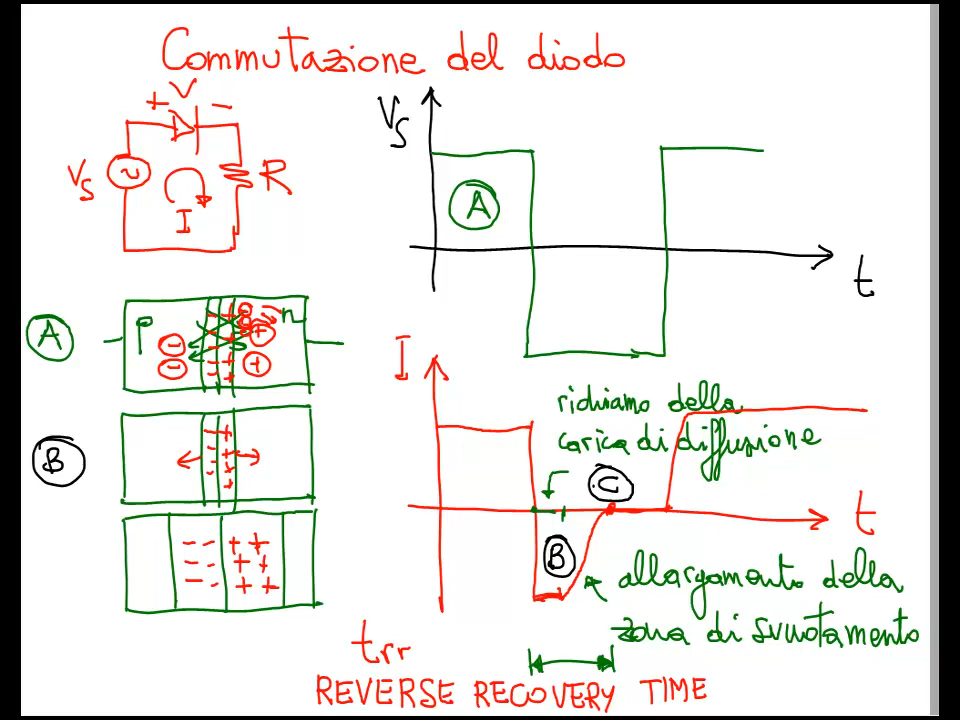 Commutazione del diodo
+ V -
Vs
R
I
Vs
A
t
A
p
n
B
I
richiamo della
carica di diffusione
C
t
B
allargamento della
zona di svuotamento
trr
REVERSE RECOVERY TIME